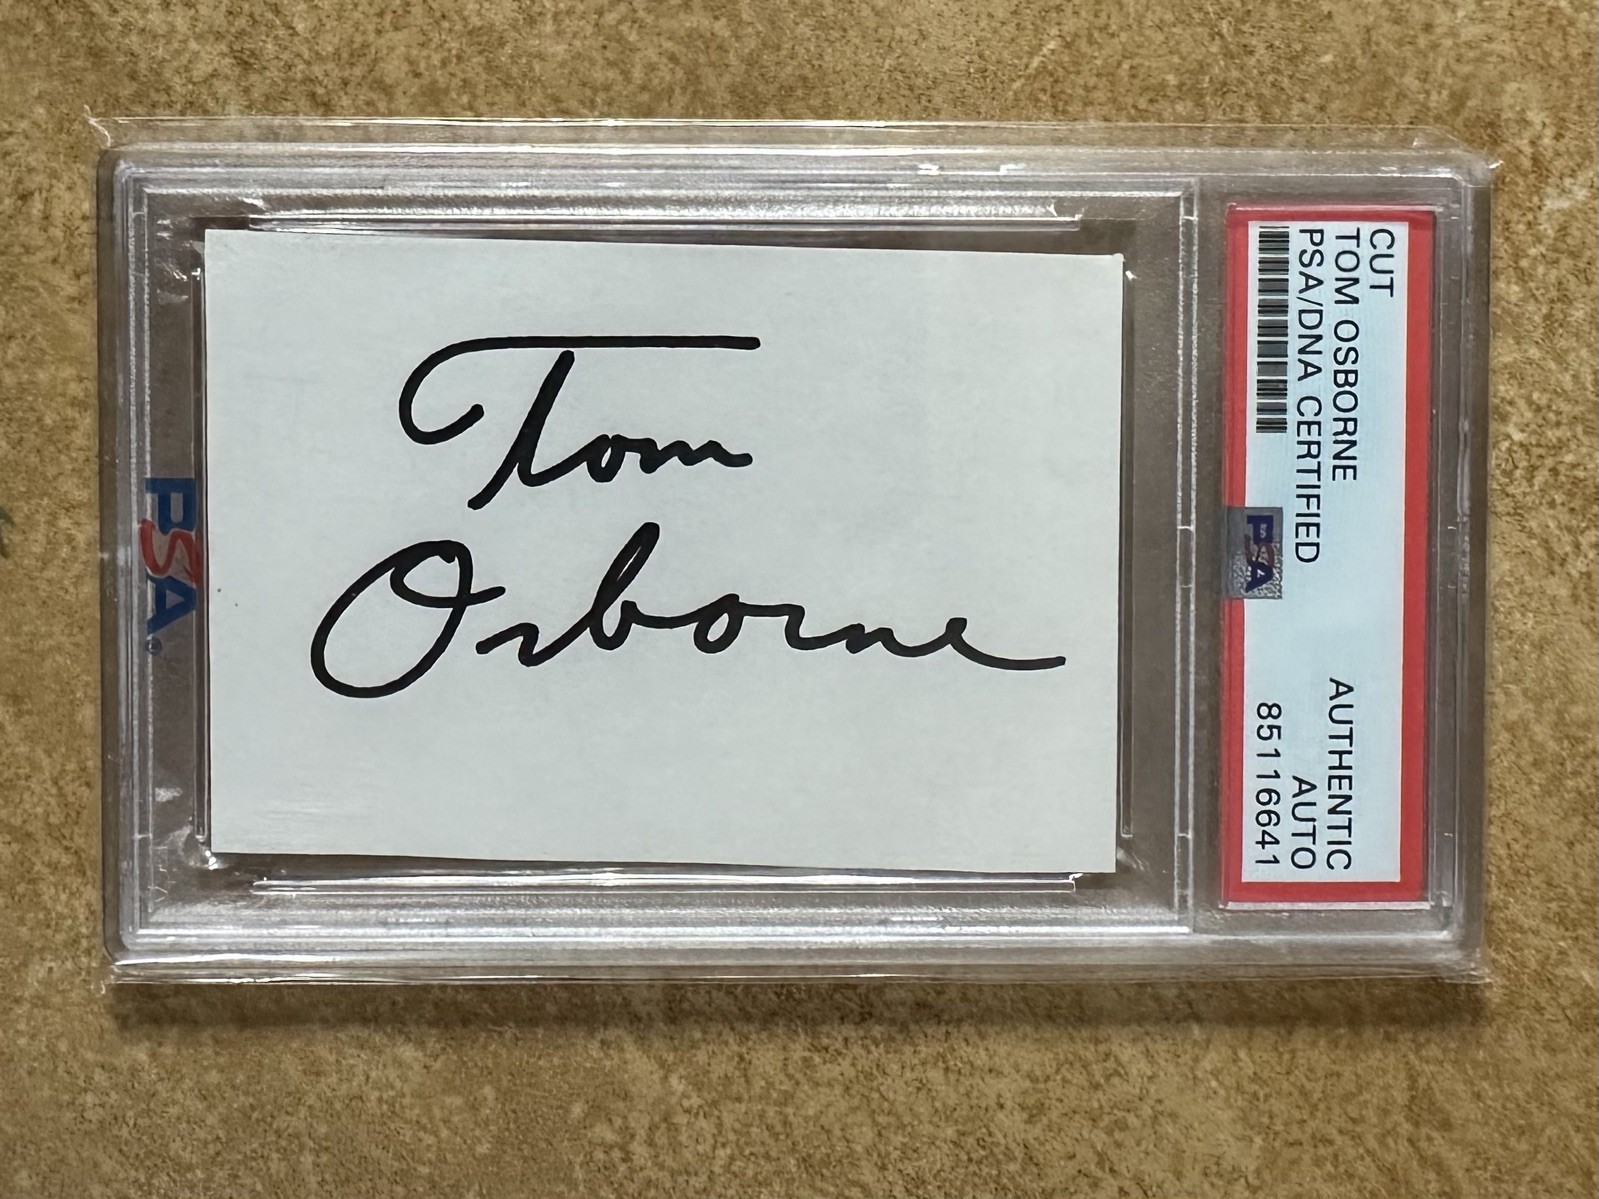 Tom
Osborne
CUT
TOM OSBORNE
PSA/DNA CERTIFIED
AUTHENTIC
AUTO
85116641
PSA
PSA